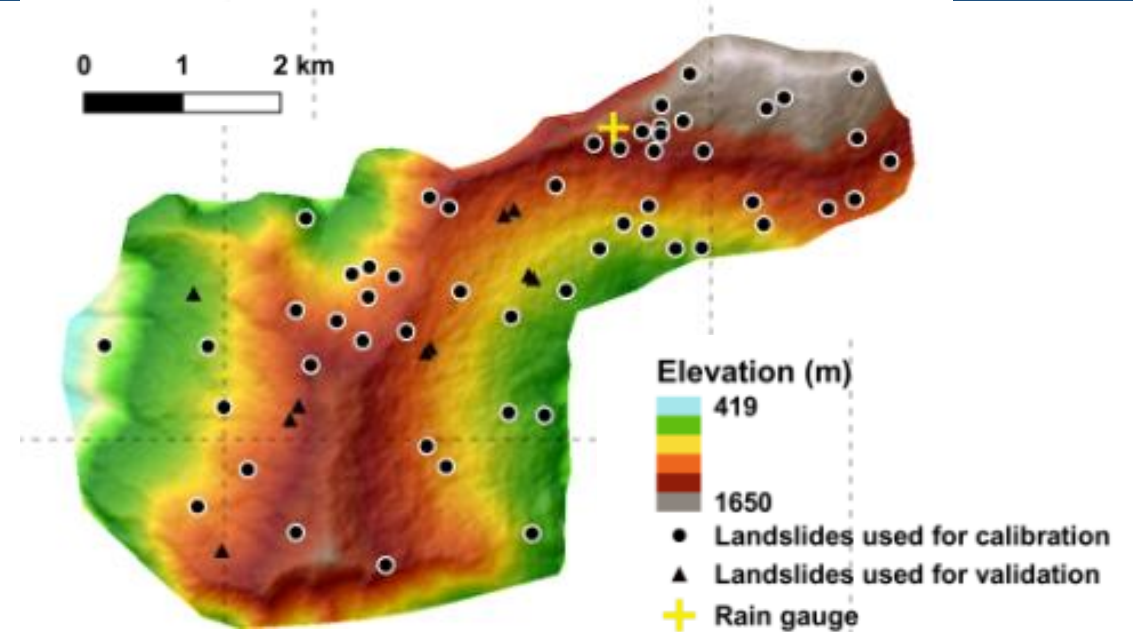 0 1 2 km
Elevation (m)
419
1650
Landslides used for calibration
Landslides used for validation
Rain gauge